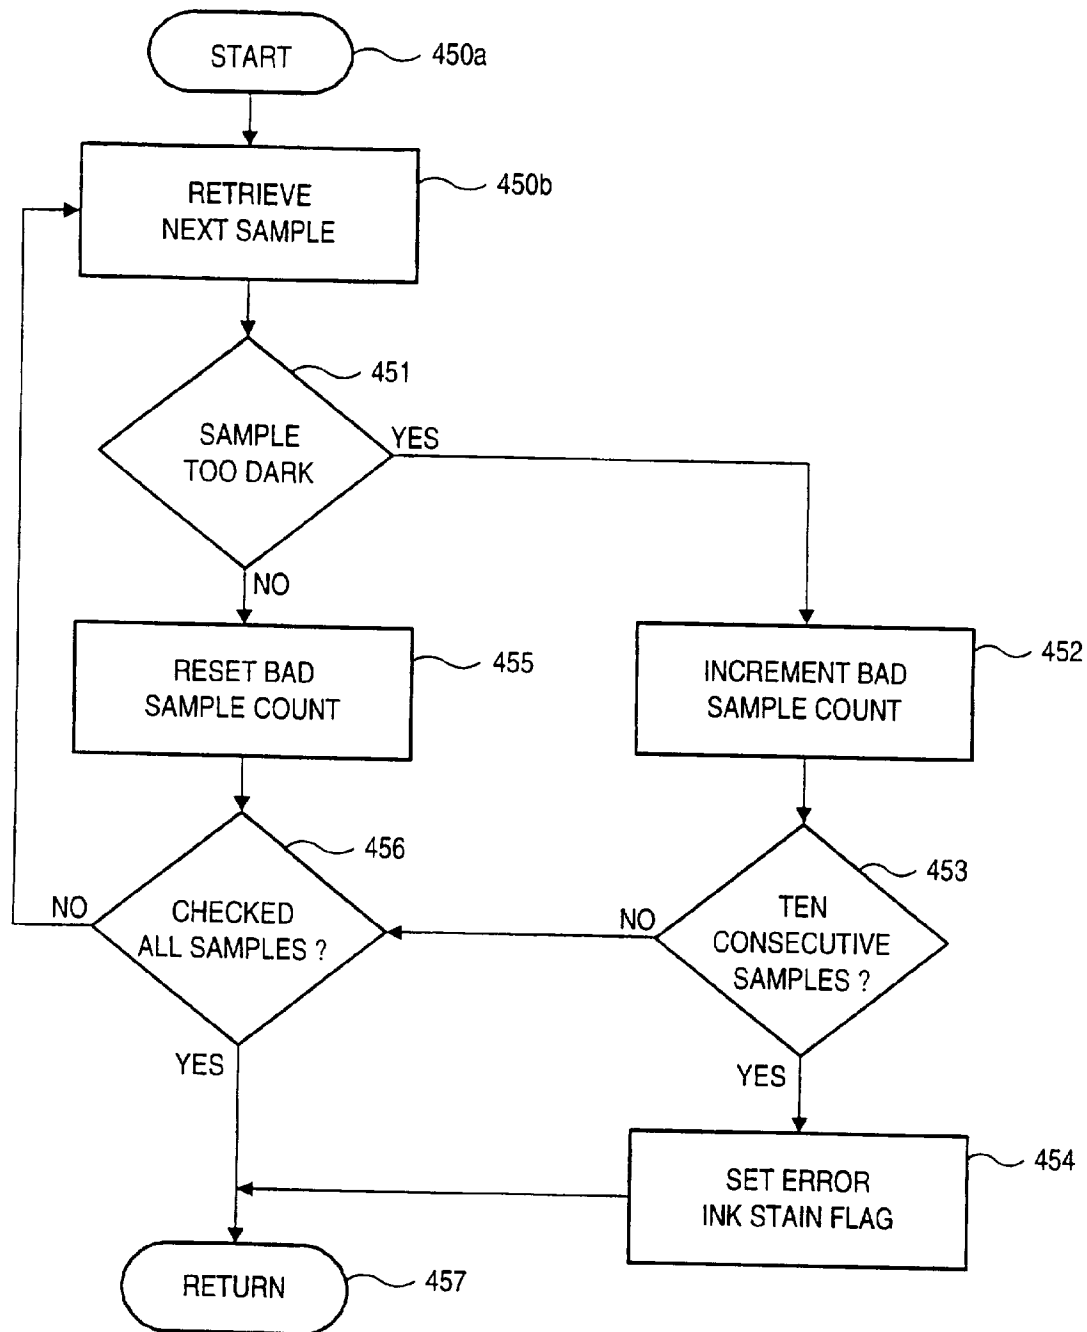 START
450a
RETRIEVE
NEXT SAMPLE
450b
451
SAMPLE
TOO DARK
YES
NO
RESET BAD
SAMPLE COUNT
455
INCREMENT BAD
SAMPLE COUNT
452
456
CHECKED
ALL SAMPLES ?
NO
YES
453
TEN
CONSECUTIVE
SAMPLES ?
NO
YES
SET ERROR
INK STAIN FLAG
454
RETURN
457